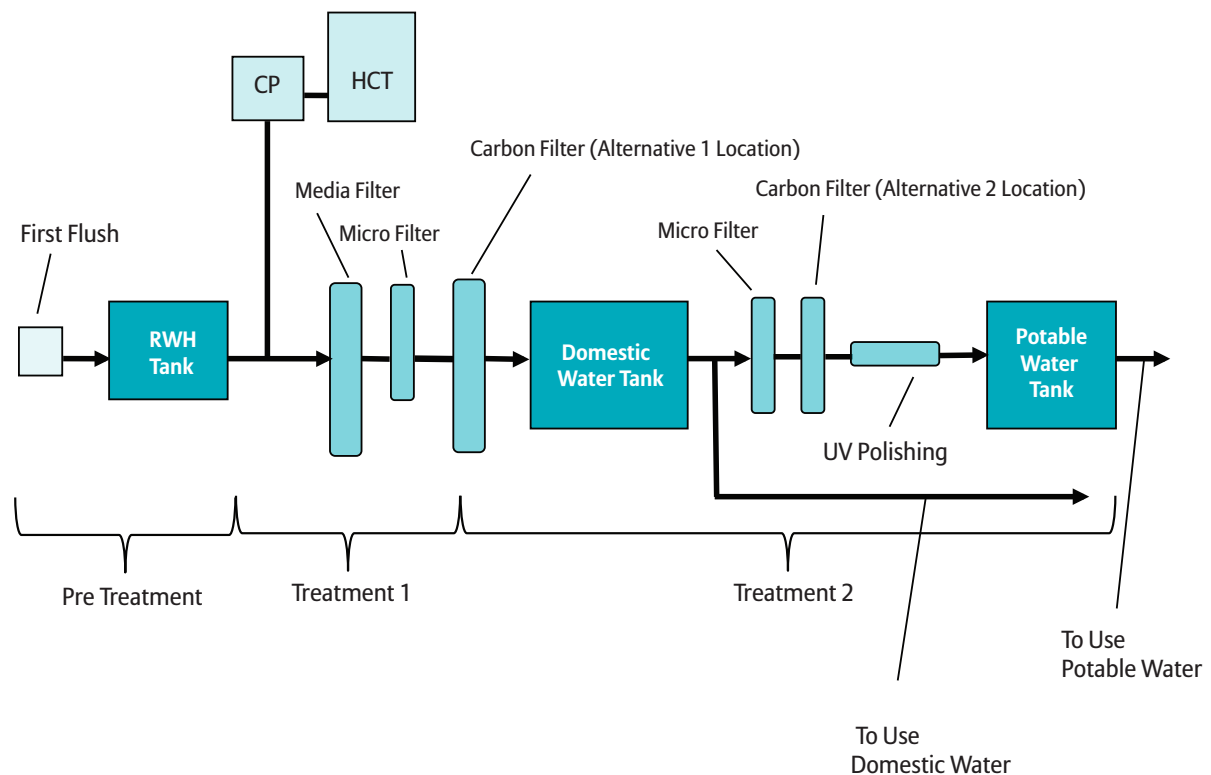 CP
HCT
Carbon Filter (Alternative 1 Location)
Media Filter
Carbon Filter (Alternative 2 Location)
First Flush
Micro Filter
Micro Filter
RWH
Tank
Domestic
Water Tank
Potable
Water
Tank
UV Polishing
Pre Treatment
Treatment 1
Treatment 2
To Use
Potable Water
To Use
Domestic Water